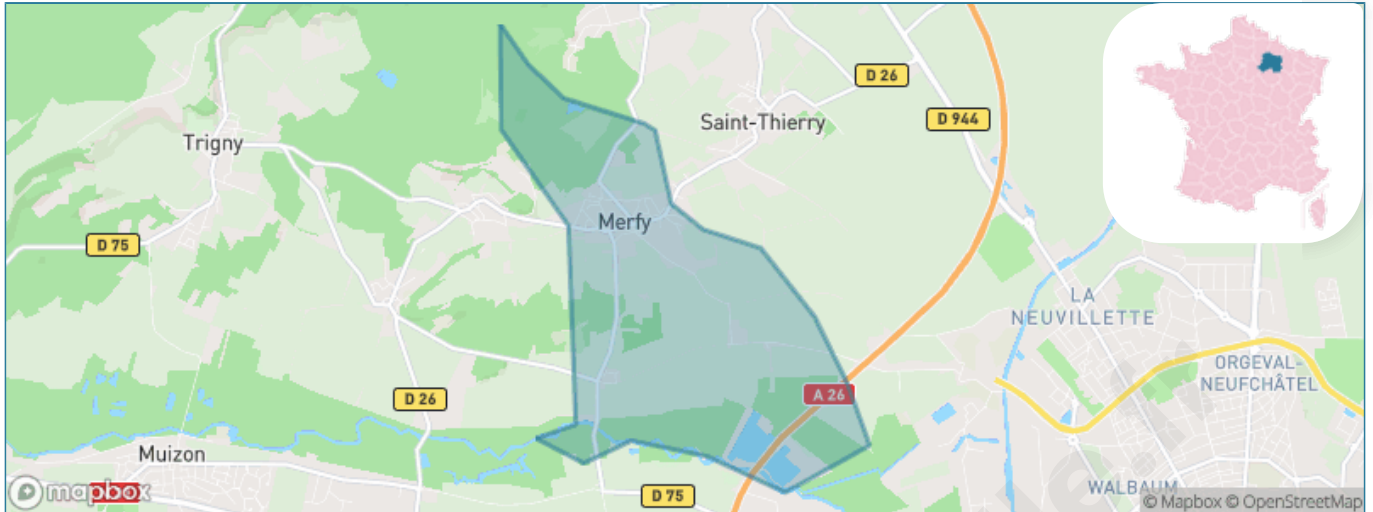 D 26
D 944
Saint-Thierry
Trigny
Merfy
D 75
LA
NEUVILLETTE
ORGEVAL-
NEUFCHÂTEL
A 26
D 26
Muizon
mapbox
D 75
WALBAUM
© Mapbox © OpenStreetMap